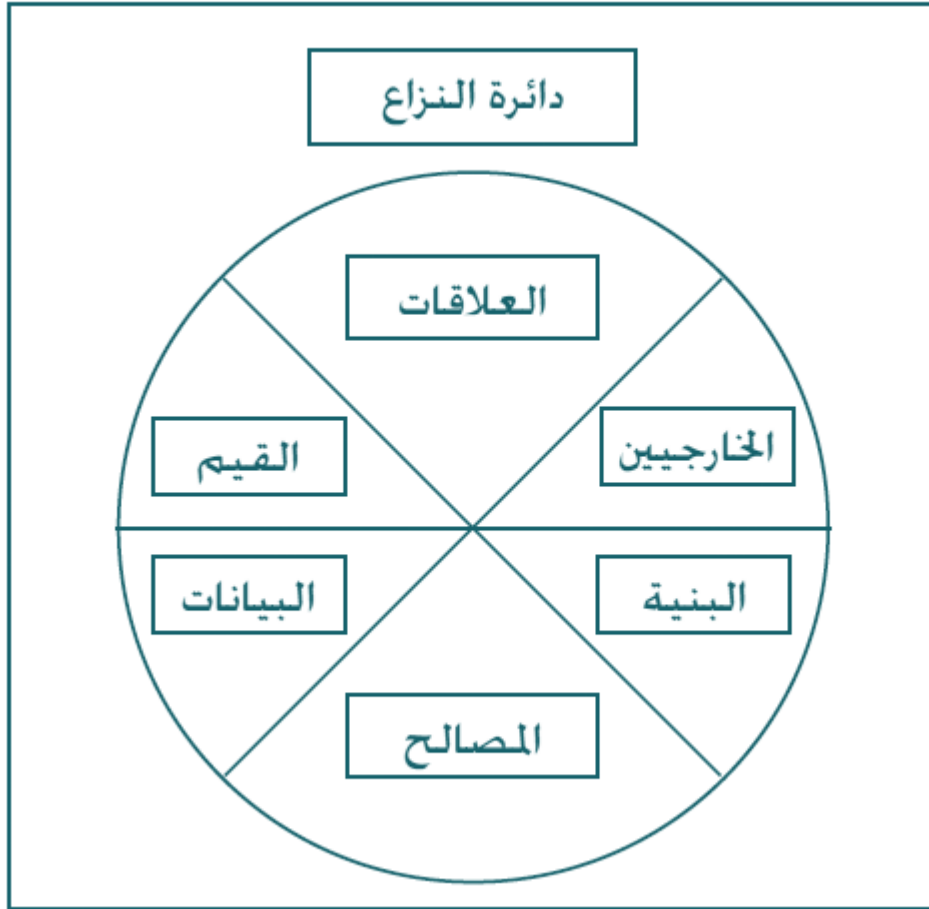 دائرة النزاع
العلاقات
الخارجيين
القيم
البنية
البيانات
المصالح